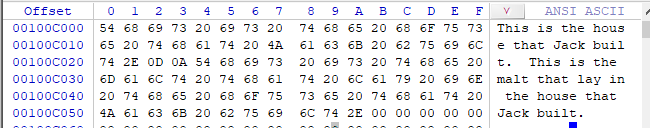 Offset 0 1 2 3 4 5 6 7 8 9 A B C D E F ANSI ASCII
00100C000 54 68 69 73 20 69 73 20 74 68 65 20 68 6F 75 73 This is the hous
00100C010 65 20 74 68 61 74 20 4A 61 63 6B 20 62 75 69 6C e that Jack buil
00100C020 74 2E 0D 0A 54 68 69 73 20 69 73 20 74 68 65 20 t.  This is the
00100C030 6D 61 6C 74 20 74 68 61 74 20 6C 61 79 20 69 6E malt that lay in
00100C040 20 74 68 65 20 68 6F 75 73 65 20 74 68 61 74 20 the house that
00100C050 4A 61 63 6B 20 62 75 69 6C 74 2E 00 00 00 00 00 Jack built.